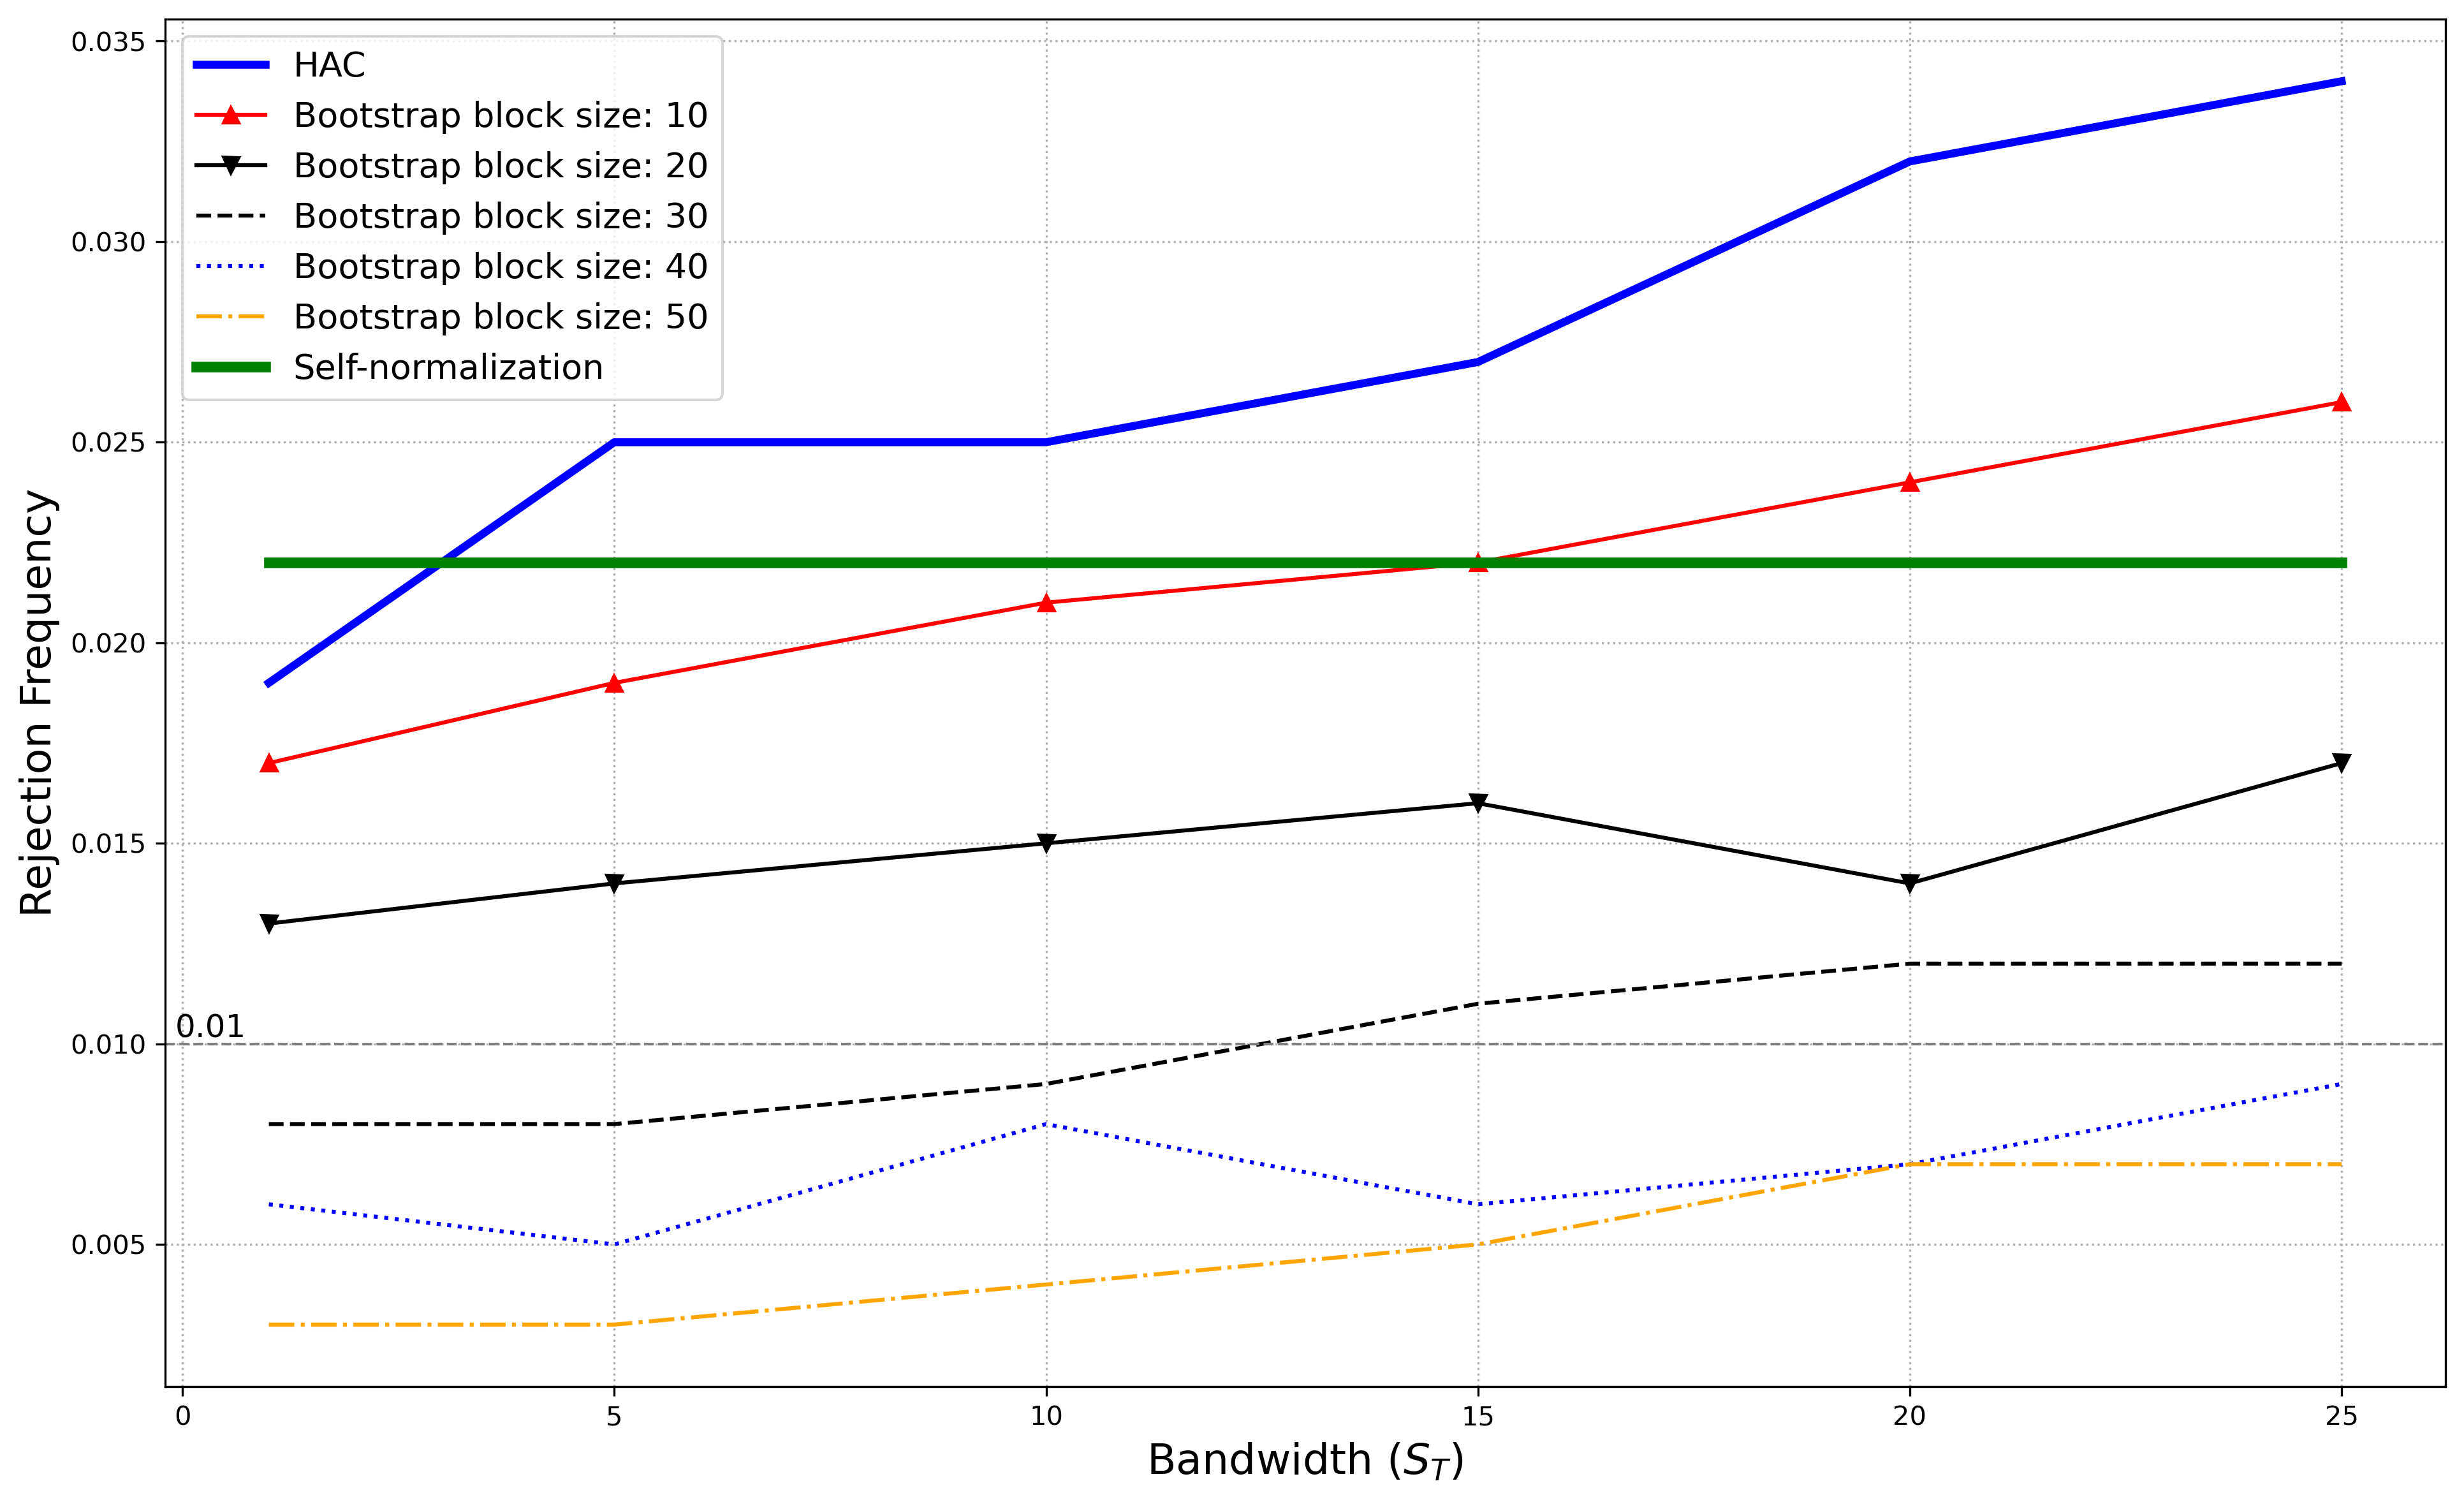 HAC
Bootstrap block size: 10
Bootstrap block size: 20
Bootstrap block size: 30
Bootstrap block size: 40
Bootstrap block size: 50
Self-normalization
0.035
0.030
0.025
0.020
0.015
0.010
0.005
0.01
Rejection Frequency
0 5 10 15 20 25
Bandwidth (S_T)